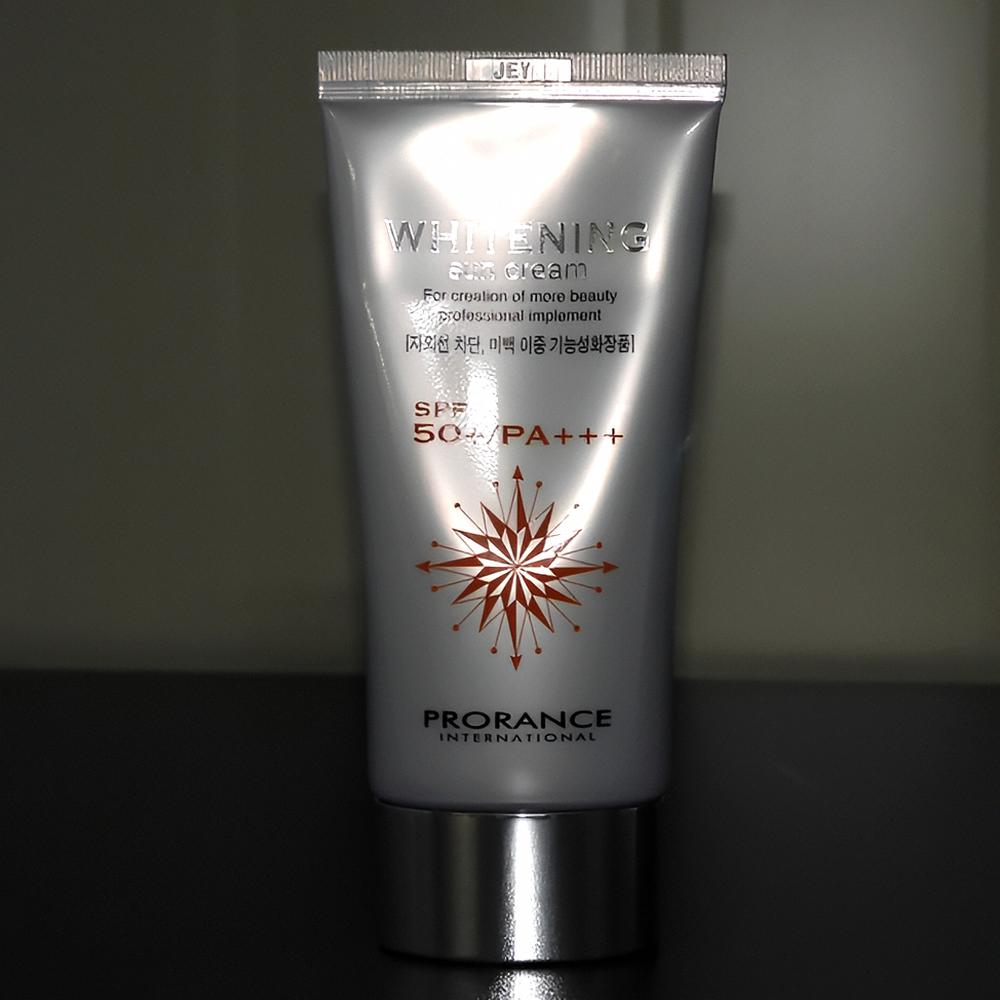 JEY
WHITENING
sun cream
For creation of more beauty
professional implement
[자외선 차단, 미백 이중 기능성화장품]
SPF
50+/PA+++
PRORANCE
INTERNATIONAL